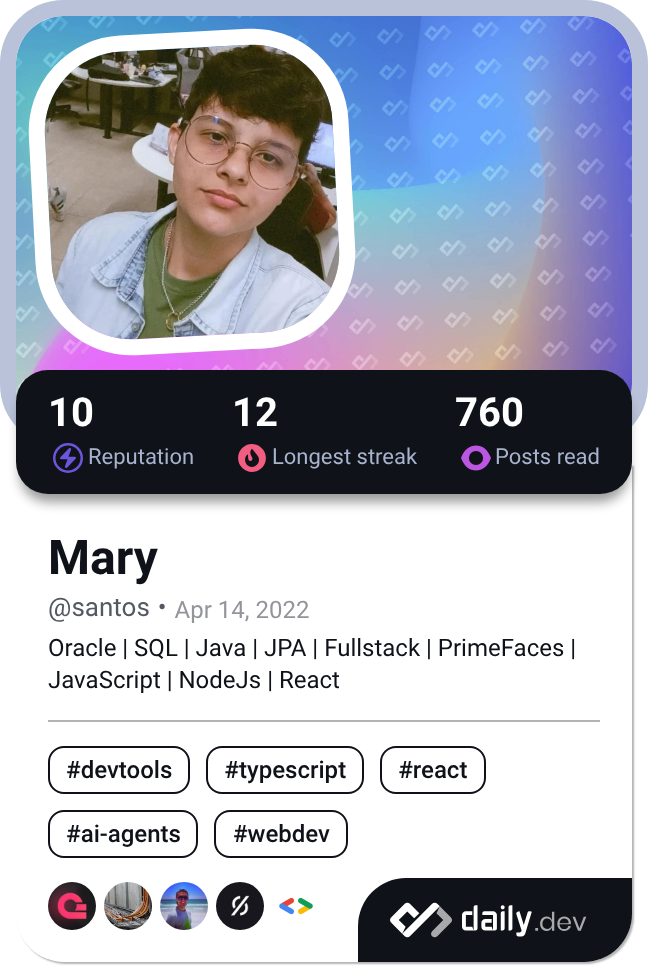 10 12 760
Reputation Longest streak Posts read
Mary
@santos • Apr 14, 2022
Oracle | SQL | Java | JPA | Fullstack | PrimeFaces |
JavaScript | NodeJs | React
#devtools #typescript #react
#ai-agents #webdev
daily.dev